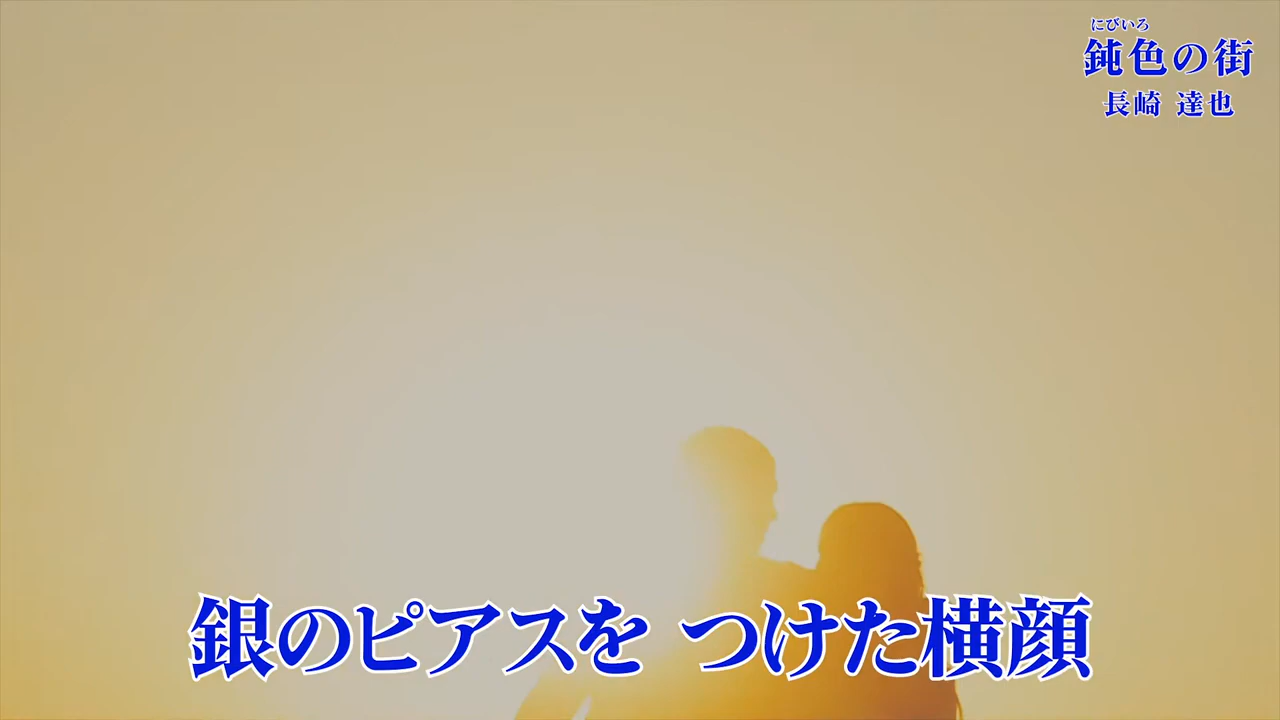 にびいろ
鈍色の街
長崎 達也
銀のピアスを つけた横顔